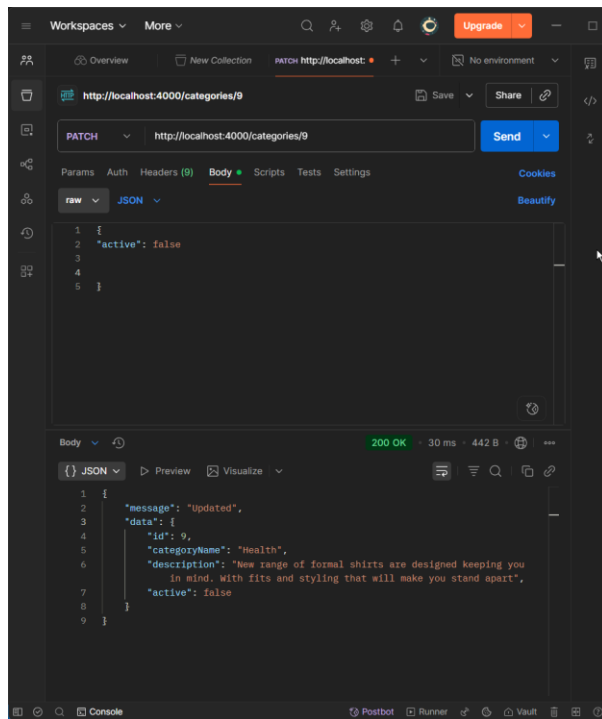 Workspaces More Upgrade
Overview New Collection PATCH http://localhost: No environment
HTTP http://localhost:4000/categories/9 Save Share
PATCH http://localhost:4000/categories/9 Send
Params Auth Headers (9) Body Scripts Tests Settings Cookies
raw JSON Beautify
1 {
2 "active": false
3
4
5 }
Body 200 OK 30 ms 442 B
{} JSON Preview Visualize
1 {
2 "message": "Updated",
3 "data": {
4 "id": 9,
5 "categoryName": "Health",
6 "description": "New range of formal shirts are designed keeping you
in mind. With fits and styling that will make you stand apart",
7 "active": false
8 }
9 }
Console Postbot Runner Vault